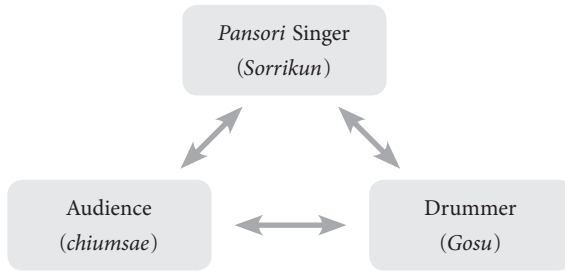 Pansori Singer
(Sorrikun)
Audience
(chiumsae)
Drummer
(Gosu)